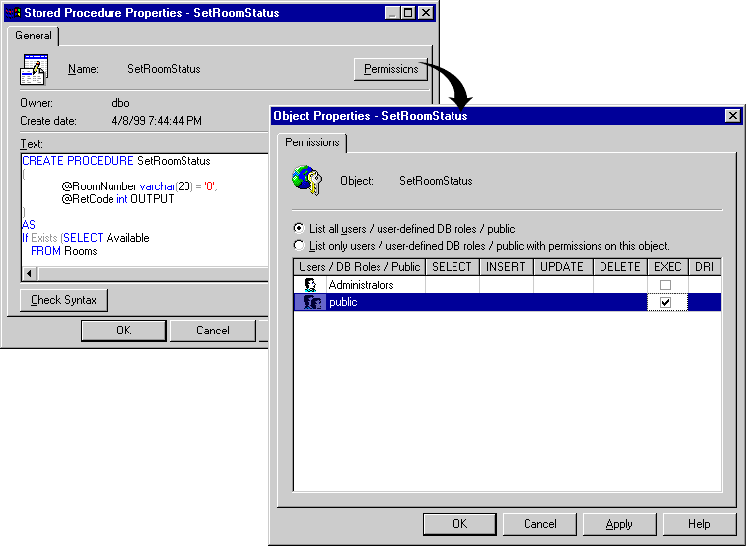 Stored Procedure Properties - SetRoomStatus
General
Name: SetRoomStatus
Permissions
Owner: dbo
Create date: 4/8/99 7:44:44 PM
Text:
CREATE PROCEDURE SetRoomStatus
(
@RoomNumber varchar(20) = '0',
@RetCode int OUTPUT
)
AS
If Exists (SELECT Available
FROM Rooms
Check Syntax
OK Cancel
Object Properties - SetRoomStatus
Permissions
Object: SetRoomStatus
List all users / user-defined DB roles / public
List only users / user-defined DB roles / public with permissions on this object.
Users / DB Roles / Public SELECT INSERT UPDATE DELETE EXEC DRI
Administrators
public
OK Cancel Apply Help